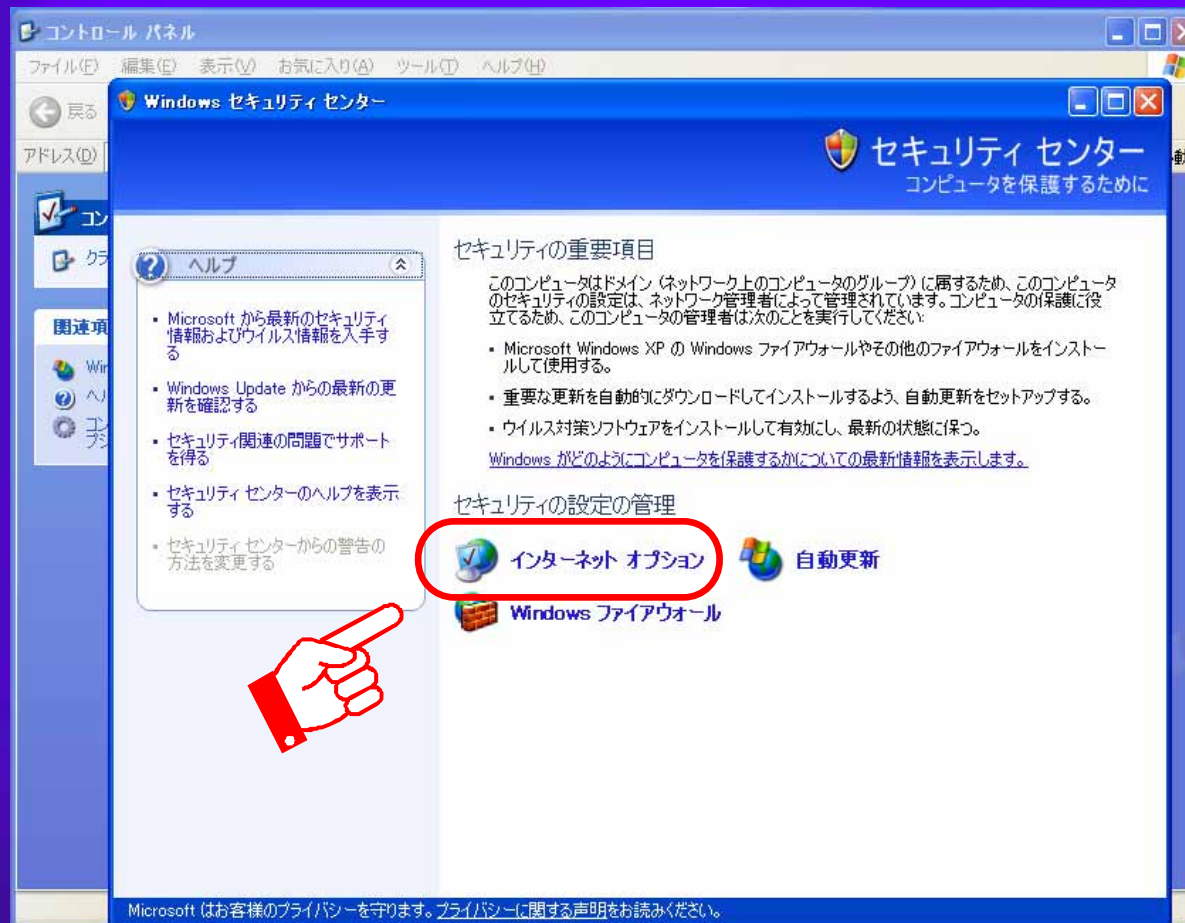 コントロール パネル
ファイル(F) 編集(E) 表示(V) お気に入り(A) ツール(T) ヘルプ(H)
戻る
アドレス(D)
Windows セキュリティ センター
セキュリティ センター
コンピュータを保護するために
関連項
ヘルプ
• Microsoft から最新のセキュリティ
情報およびウイルス情報を入手す
る
• Windows Update からの最新の更
新を確認する
• セキュリティ関連の問題でサポート
を得る
• セキュリティ センターのヘルプを表示
する
• セキュリティ センターからの警告の
方法を変更する
セキュリティの重要項目
このコンピュータはドメイン (ネットワーク上のコンピュータのグループ) に属するため、このコンピュータ
のセキュリティの設定は、ネットワーク管理者によって管理されています。コンピュータの保護に役
立てるため、このコンピュータの管理者は次のことを実行してください:
• Microsoft Windows XP の Windows ファイアウォールやその他のファイアウォールをインストー
ルして使用する。
• 重要な更新を自動的にダウンロードしてインストールするよう、自動更新をセットアップする。
• ウイルス対策ソフトウェアをインストールして有効にし、最新の状態に保つ。
Windows がどのようにコンピュータを保護するかについての最新情報を表示します。
セキュリティの設定の管理
インターネット オプション 自動更新
Windows ファイアウォール
Microsoft はお客様のプライバシーを守ります。プライバシーに関する声明をお読みください。